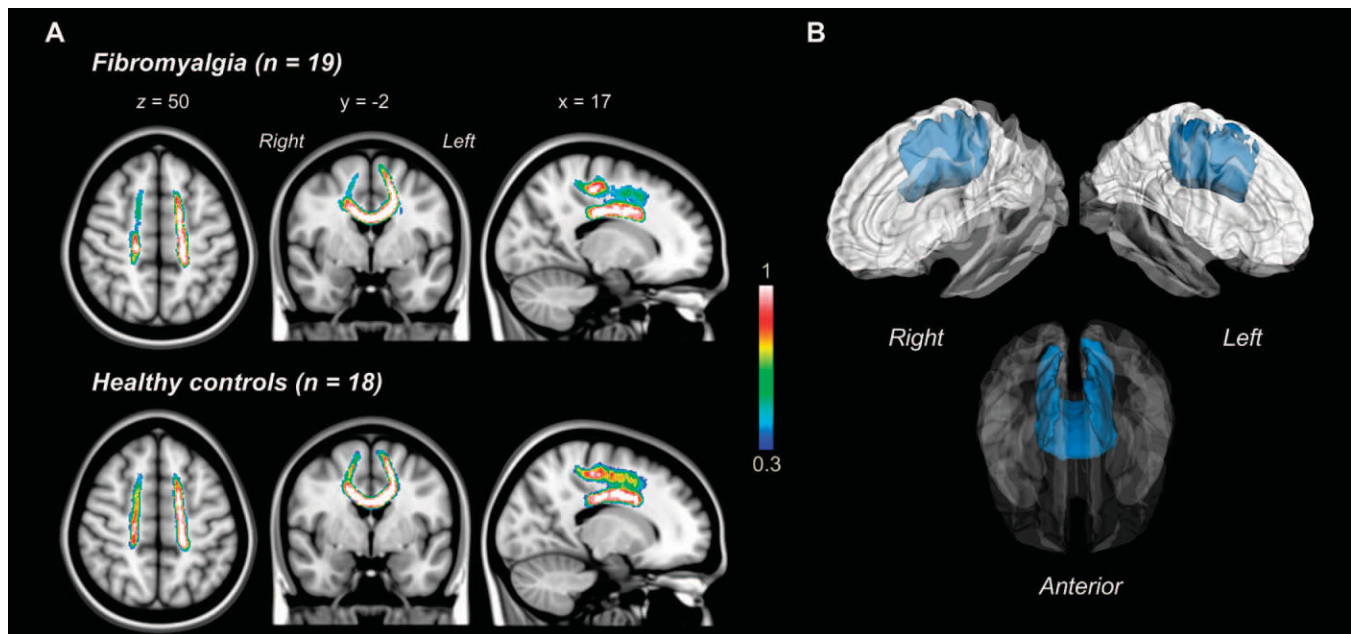 A
Fibromyalgia (n = 19)
z = 50
y = -2
x = 17
Right
Left
Healthy controls (n = 18)
1
0.3
B
Right
Left
Anterior